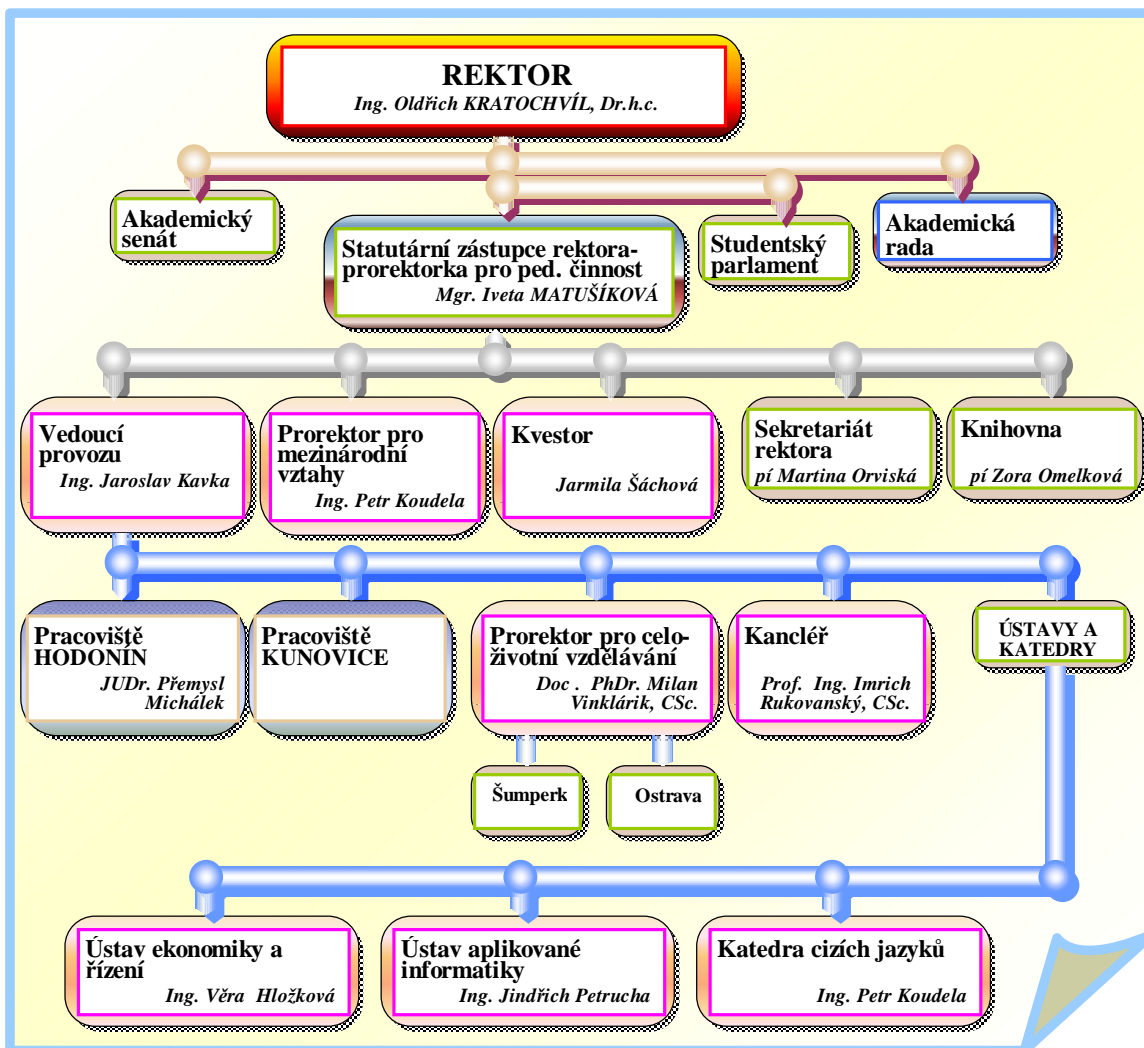 REKTOR
Ing. Oldřich KRATOCHVÍL, Dr.h.c.
Akademický
senát
Statutární zástupce rektora-
prorektorka pro ped. činnost
Mgr. Iveta MATUŠÍKOVÁ
Studentský
parlament
Akademická
rada
Vedoucí
provozu
Ing. Jaroslav Kavka
Prorektor pro
mezinárodní
vztahy
Ing. Petr Koudela
Kvestor
Jarmila Šáchová
Sekretariát
rektora
pí Martina Orviská
Knihovna
pí Zora Omelková
Pracoviště
HODONÍN
JUDr. Přemysl
Michálek
Pracoviště
KUNOVICE
Prorektor pro celo-
životní vzdělávání
Doc . PhDr. Milan
Vinklárik, CSc.
Kancléř
Prof. Ing. Imrich
Rukovanský, CSc.
ÚSTAVY A
KATEDRY
Šumperk
Ostrava
Ústav ekonomiky a
řízení
Ing. Věra Hložková
Ústav aplikované
informatiky
Ing. Jindřich Petrucha
Katedra cizích jazyků
Ing. Petr Koudela